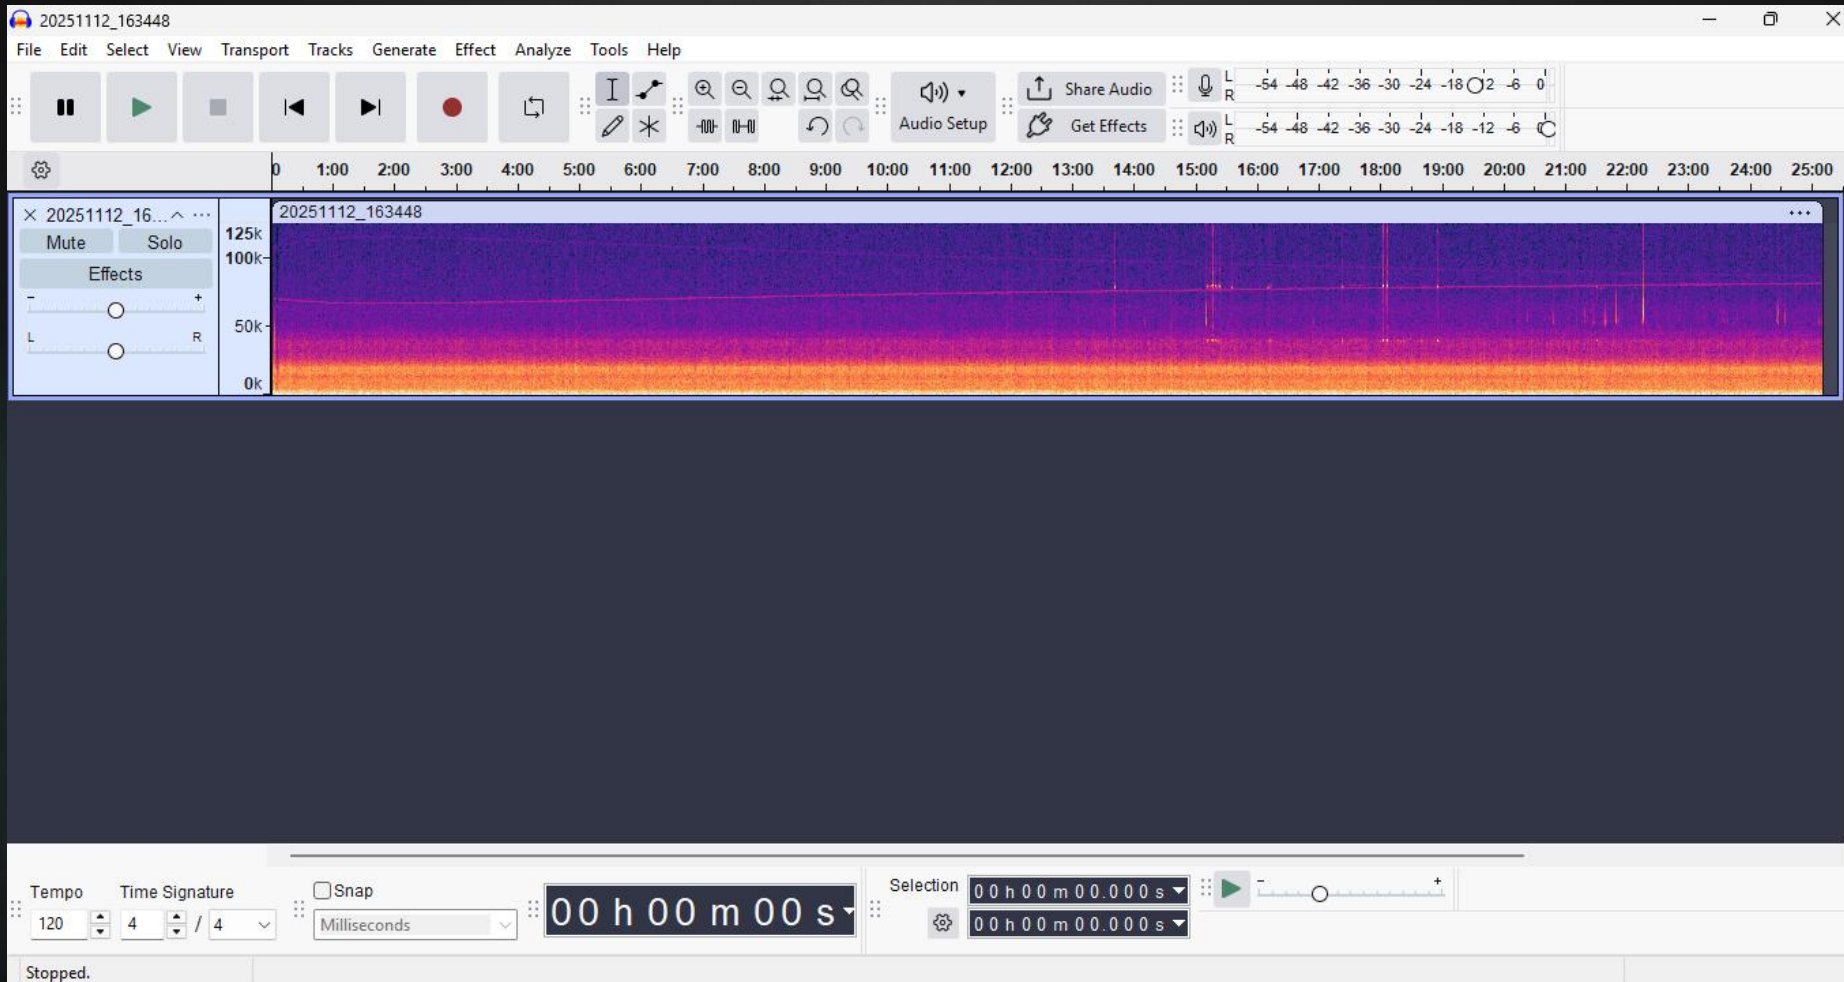 20251112_163448
File Edit Select View Transport Tracks Generate Effect Analyze Tools Help
Audio Setup
Share Audio
Get Effects
L
R
-54 -48 -42 -36 -30 -24 -18 12 -6 0
L
R
-54 -48 -42 -36 -30 -24 -18 -12 -6
0 1:00 2:00 3:00 4:00 5:00 6:00 7:00 8:00 9:00 10:00 11:00 12:00 13:00 14:00 15:00 16:00 17:00 18:00 19:00 20:00 21:00 22:00 23:00 24:00 25:00
20251112_16...
20251112_163448
Mute Solo
Effects
- +
L R
125k
100k
50k
0k
Tempo Time Signature
120 4 / 4
Snap
Milliseconds
00 h 00 m 00 s
Selection
00 h 00 m 00.000 s
00 h 00 m 00.000 s
- +
Stopped.